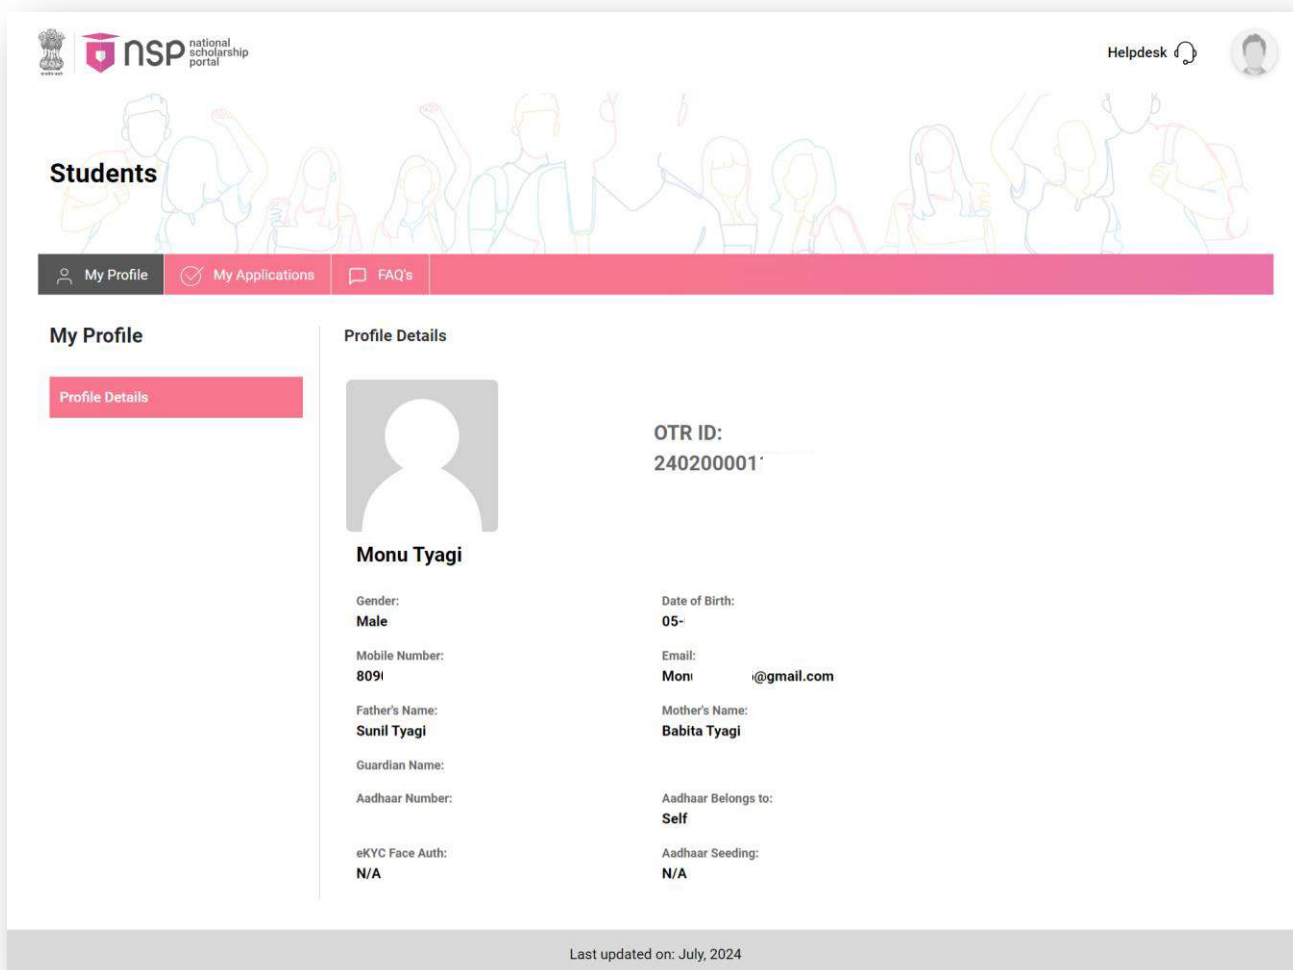 nsp national
scholarship
portal
Helpdesk
Students
My Profile
My Applications
FAQ's
My Profile
Profile Details
Profile Details
OTR ID:
240200001
Monu Tyagi
Gender:
Male
Date of Birth:
05-
Mobile Number:
809
Email:
Mon @gmail.com
Father's Name:
Sunil Tyagi
Mother's Name:
Babita Tyagi
Guardian Name:
Aadhaar Number:
Aadhaar Belongs to:
Self
eKYC Face Auth:
N/A
Aadhaar Seeding:
N/A
Last updated on: July, 2024